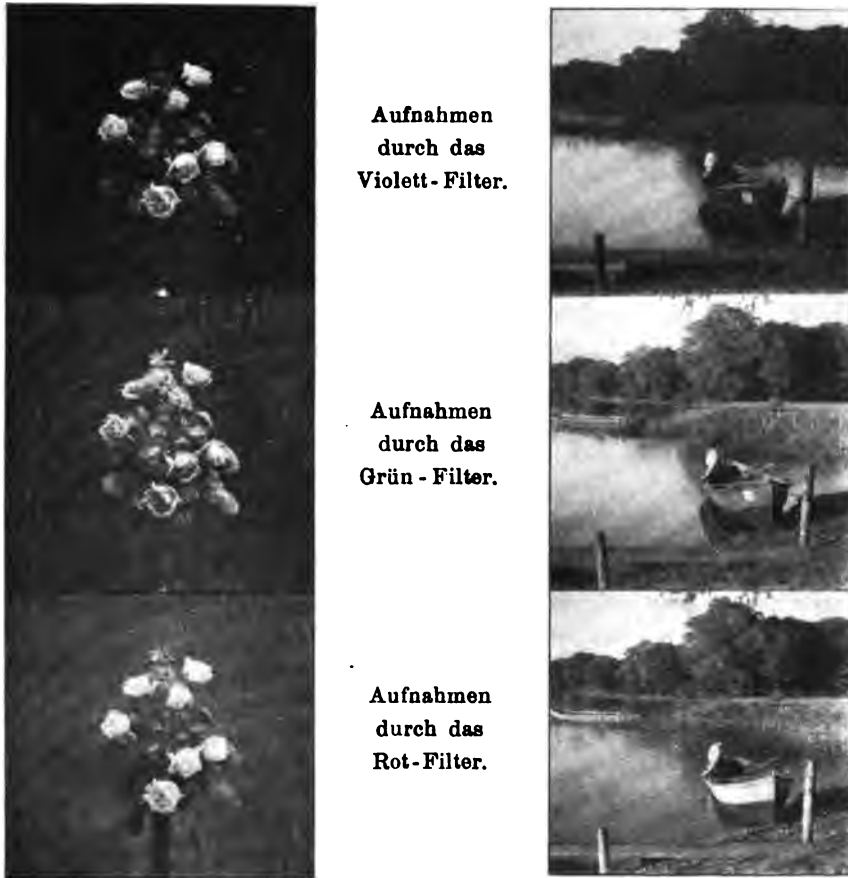 Aufnahmen
durch das
Violett-Filter.
Aufnahmen
durch das
Grün-Filter.
Aufnahmen
durch das
Rot-Filter.